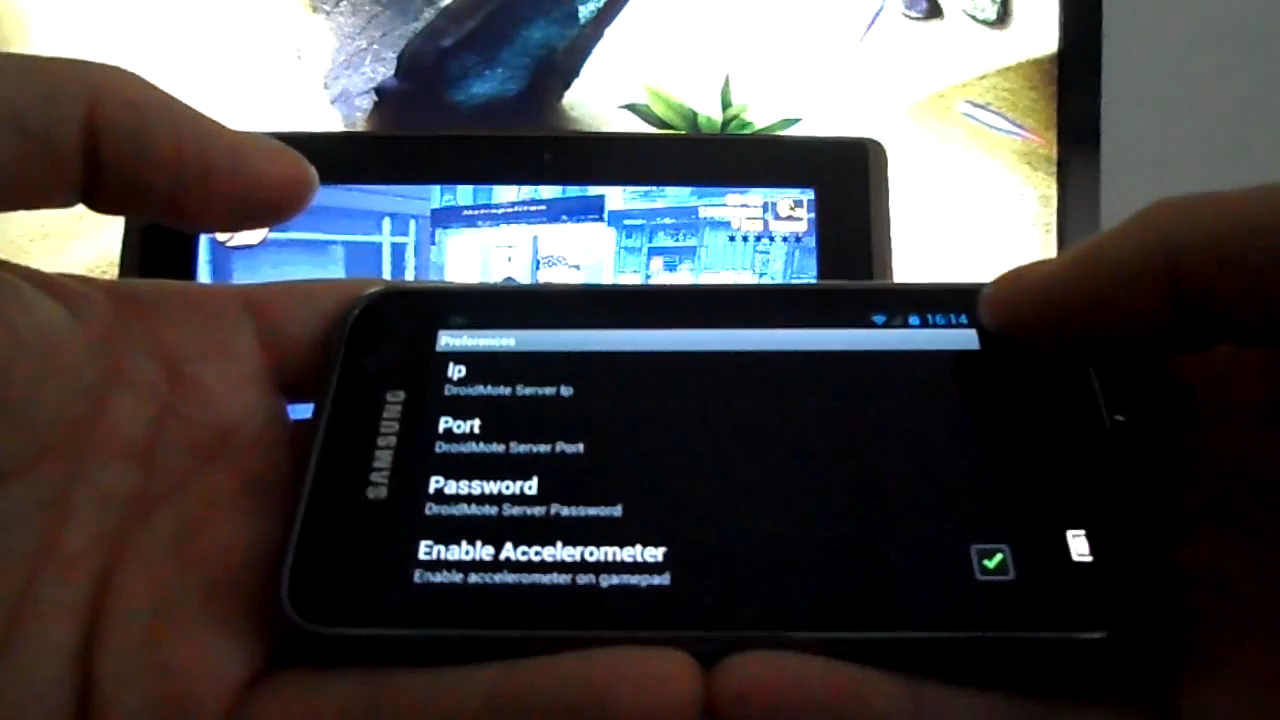 Metropolitan
16:14
Preferences
Ip
DroidMote Server Ip
Port
DroidMote Server Port
Password
DroidMote Server Password
Enable Accelerometer
Enable accelerometer on gamepad
SAMSUNG